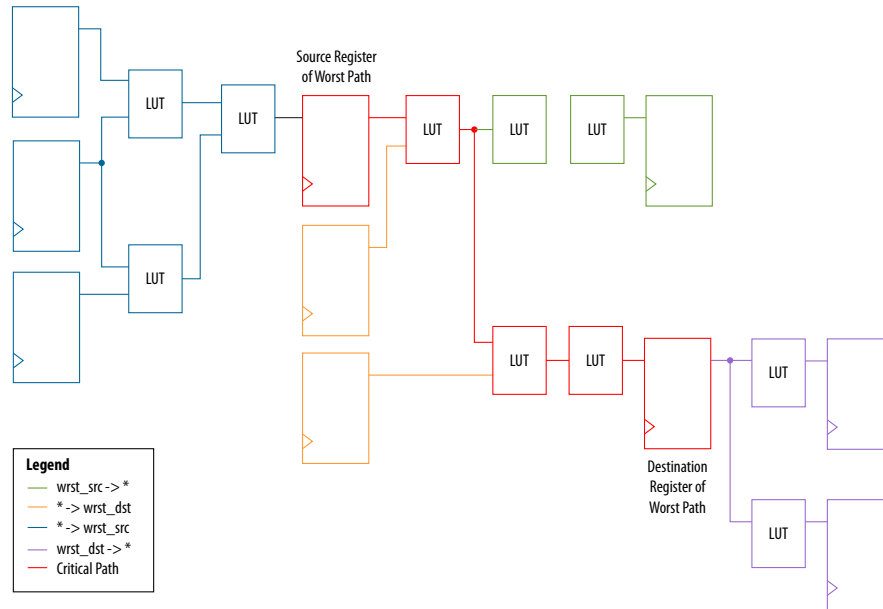 Source Register
of Worst Path
LUT
LUT
LUT
LUT
LUT
LUT
LUT
LUT
LUT
Destination
Register of
Worst Path
LUT
Legend
wrst_src -> *
* -> wrst_dst
* -> wrst_src
wrst_dst -> *
Critical Path